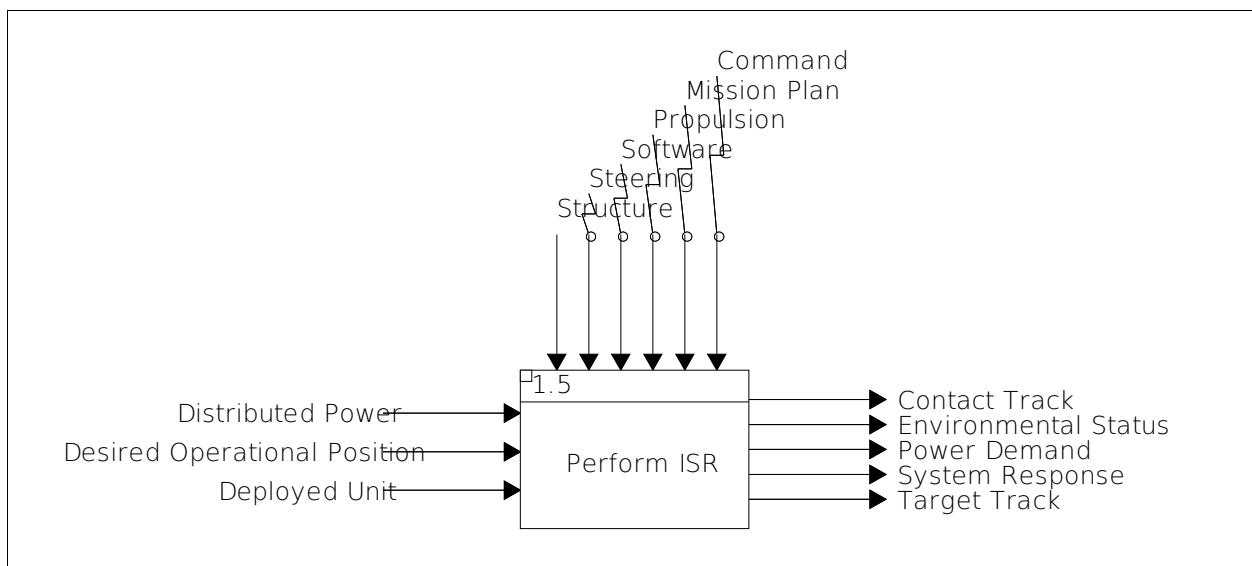 Command
Mission Plan
Propulsion
Software
Steering
Structure
1.5
Perform ISR
Distributed Power
Desired Operational Position
Deployed Unit
Contact Track
Environmental Status
Power Demand
System Response
Target Track